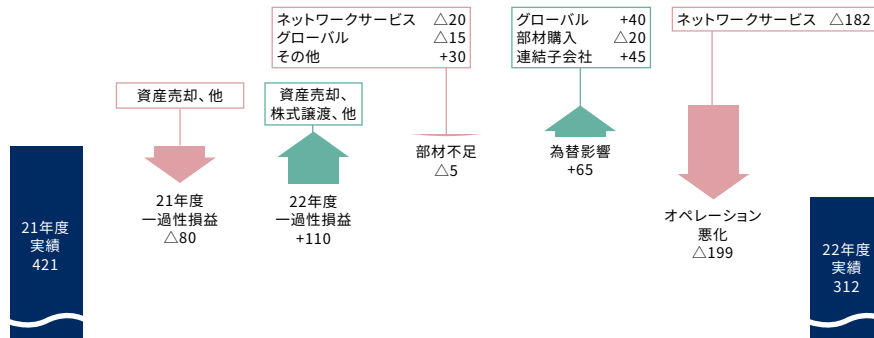 ネットワークサービス △20
グローバル △15
その他 +30
グローバル +40
部材購入 △20
連結子会社 +45
ネットワークサービス △182
資産売却、他
資産売却、
株式譲渡、他
21年度
実績
421
21年度
一過性損益
△80
22年度
一過性損益
+110
部材不足
△5
為替影響
+65
オペレーション
悪化
△199
22年度
実績
312